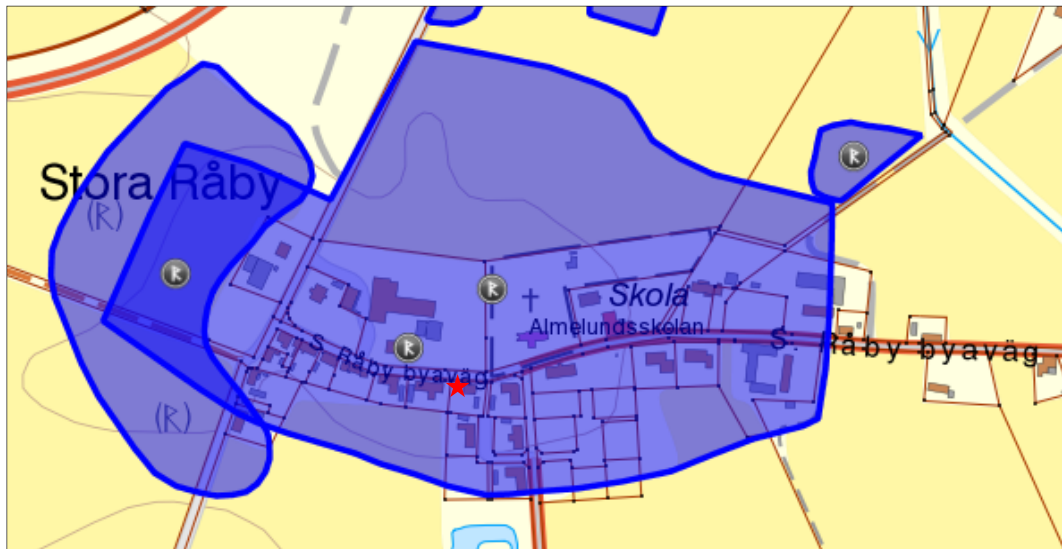 Stora Råby
(R)
R
R
R
Skola
Almelundsskolan
R
S. Råby byaväg
S. Råby byaväg
(R)